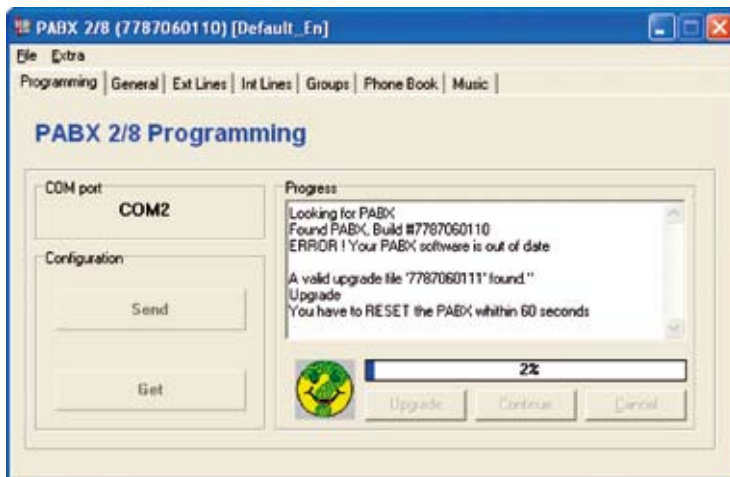 PABX 2/8 (7787060110) [Default_En]
File Extra
Programming General Ext Lines Int Lines Groups Phone Book Music
PABX 2/8 Programming
COM port
COM2
Configuration
Send
Get
Progress
Looking for PABX
Found PABX, Build #7787060110
ERROR ! Your PABX software is out of date
A valid upgrade file '7787060111' found."
Upgrade
You have to RESET the PABX whithin 60 seconds
2%
Upgrade Continue Cancel